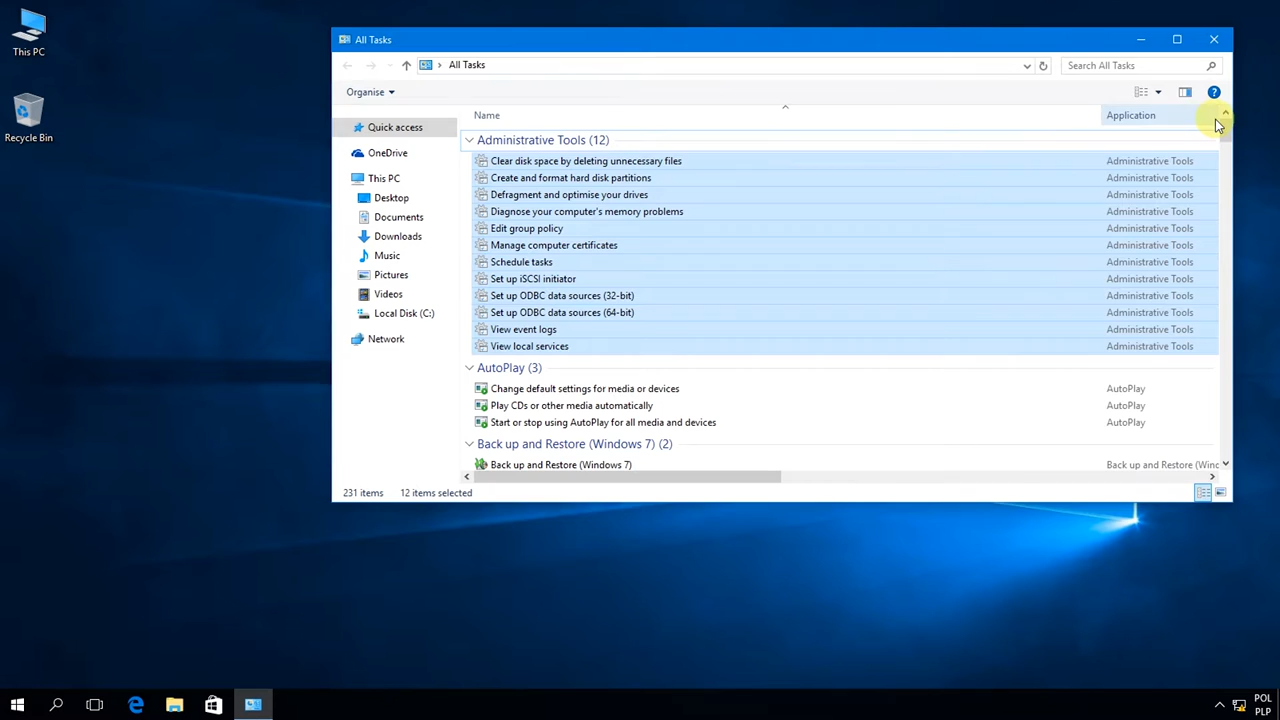 This PC
Recycle Bin
All Tasks
All Tasks
Search All Tasks
Organise
Quick access
OneDrive
This PC
Desktop
Documents
Downloads
Music
Pictures
Videos
Local Disk (C:)
Network
Name Application
Administrative Tools (12)
Clear disk space by deleting unnecessary files Administrative Tools
Create and format hard disk partitions Administrative Tools
Defragment and optimise your drives Administrative Tools
Diagnose your computer's memory problems Administrative Tools
Edit group policy Administrative Tools
Manage computer certificates Administrative Tools
Schedule tasks Administrative Tools
Set up iSCSI initiator Administrative Tools
Set up ODBC data sources (32-bit) Administrative Tools
Set up ODBC data sources (64-bit) Administrative Tools
View event logs Administrative Tools
View local services Administrative Tools
AutoPlay (3)
Change default settings for media or devices AutoPlay
Play CDs or other media automatically AutoPlay
Start or stop using AutoPlay for all media and devices AutoPlay
Back up and Restore (Windows 7) (2)
Back up and Restore (Windows 7) Back up and Restore (Winc
231 items 12 items selected
POL
PLP